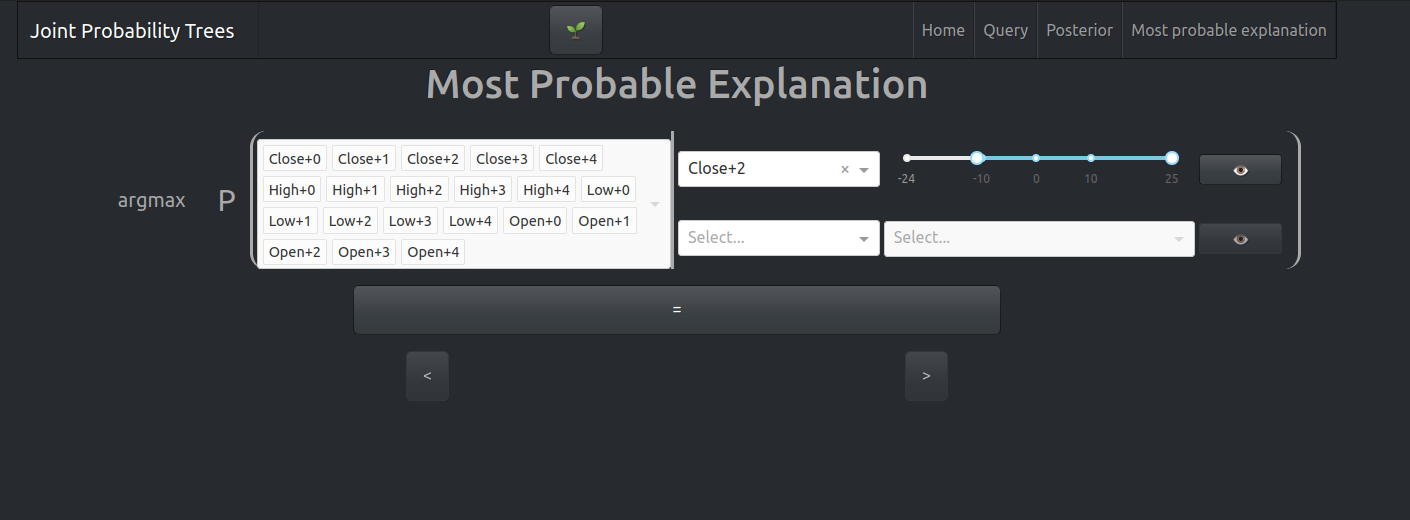 Joint Probability Trees
Home Query Posterior Most probable explanation
Most Probable Explanation
argmax P
Close+0 Close+1 Close+2 Close+3 Close+4
High+0 High+1 High+2 High+3 High+4 Low+0
Low+1 Low+2 Low+3 Low+4 Open+0 Open+1
Open+2 Open+3 Open+4
Close+2 ×
-24 -10 0 10 25
Select... Select...
=
< >